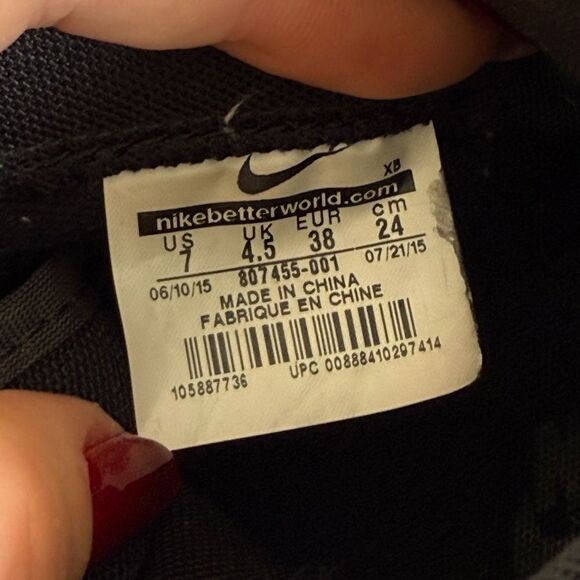 XB
nikebetterworld.com
US UK EUR cm
7 4.5 38 24
06/10/15 807455-001 07/21/15
MADE IN CHINA
FABRIQUE EN CHINE
105887736 UPC 00888410297414